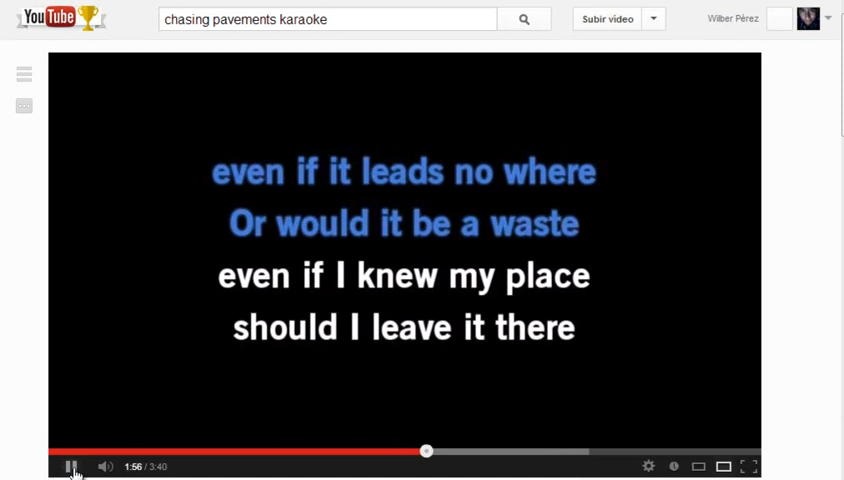 YouTube
chasing pavements karaoke
Subir video
Wilber Pérez
even if it leads no where
Or would it be a waste
even if I knew my place
should I leave it there
1:56 / 3:40